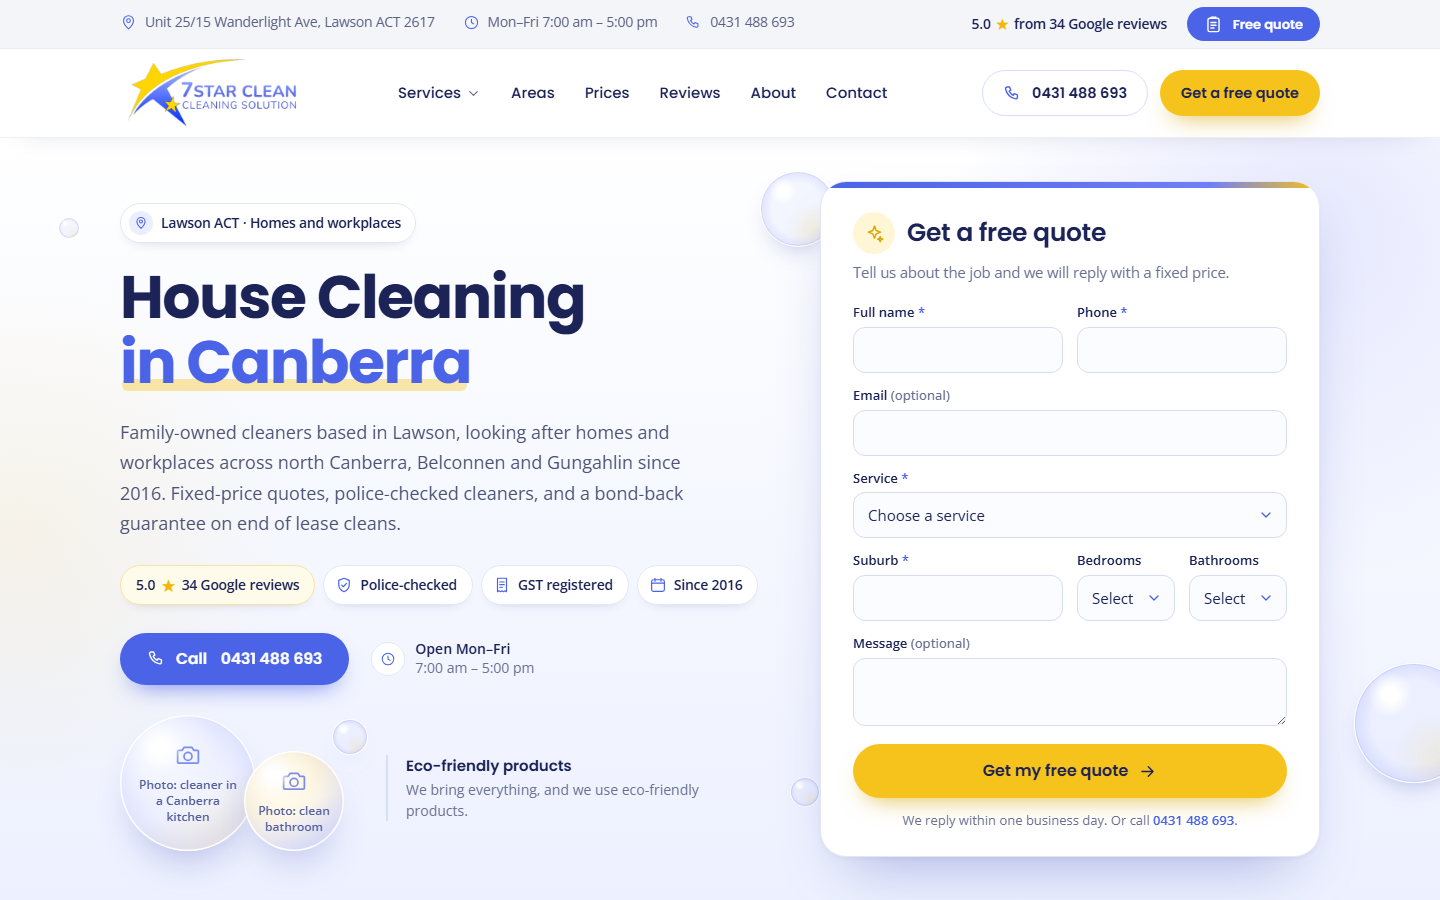 Unit 25/15 Wanderlight Ave, Lawson ACT 2617
Mon–Fri 7:00 am – 5:00 pm
0431 488 693
5.0 ★ from 34 Google reviews
Free quote
7STAR CLEAN
CLEANING SOLUTION
Services
Areas
Prices
Reviews
About
Contact
0431 488 693
Get a free quote
Lawson ACT · Homes and workplaces
House Cleaning
in Canberra
Family-owned cleaners based in Lawson, looking after homes and
workplaces across north Canberra, Belconnen and Gungahlin since
2016. Fixed-price quotes, police-checked cleaners, and a bond-back
guarantee on end of lease cleans.
5.0 ★ 34 Google reviews
Police-checked
GST registered
Since 2016
Call 0431 488 693
Open Mon–Fri
7:00 am – 5:00 pm
Photo: cleaner in
a Canberra
kitchen
Photo: clean
bathroom
Eco-friendly products
We bring everything, and we use eco-friendly
products.
Get a free quote
Tell us about the job and we will reply with a fixed price.
Full name *
Phone *
Email (optional)
Service *
Choose a service
Suburb *
Bedrooms
Bathrooms
Select
Select
Message (optional)
Get my free quote →
We reply within one business day. Or call 0431 488 693.